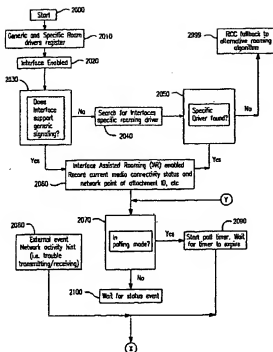 Start
2000
Generic and Specific Roam
drivers register
2010
Interface Enabled
2020
2999
RCC fallback to
alternative roaming
algorithm
2030
Does
Interface
support
generic
signaling?
No
Search for Interfaces
specific roaming driver
2040
2050
Specific
Driver found?
No
Yes
Yes
Interface Assisted Roaming (IAR) enabled
Record current media connectivity status and
network point of attachment ID, etc
2060
Y
2080
External event
Network activity hint
(i.e. trouble
transmitting/receiving)
2070
in
polling mode?
Yes
2090
Start poll timer. Wait
for timer to expire
No
2100
Wait for status event
X